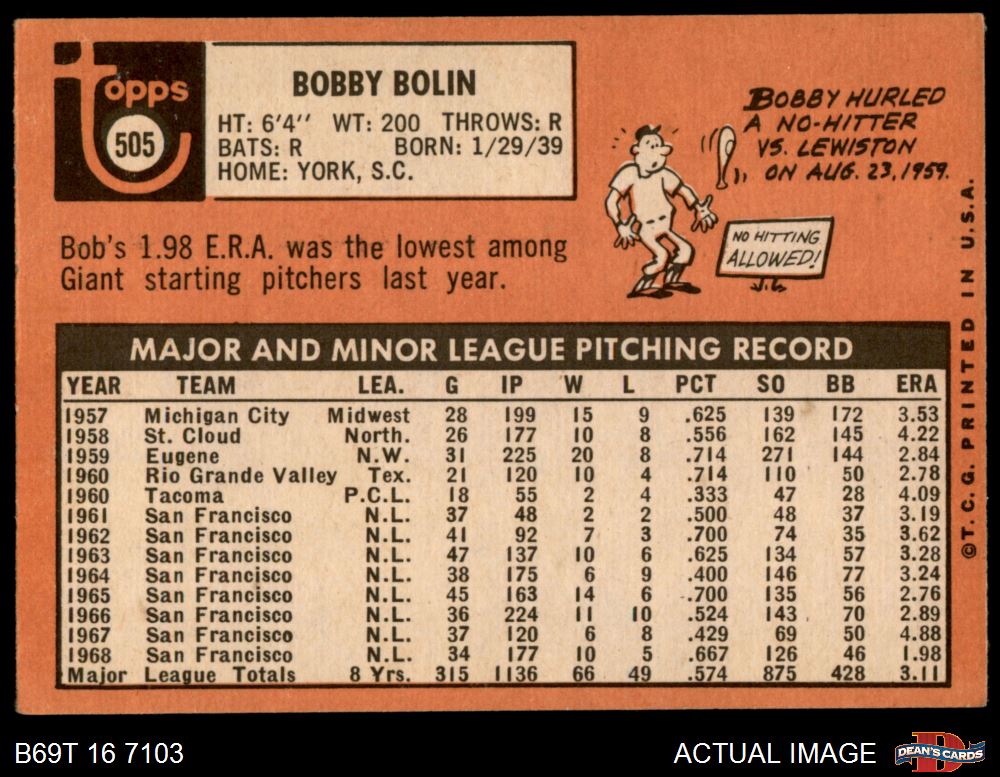 topps
505
BOBBY BOLIN
HT: 6'4'' WT: 200 THROWS: R
BATS: R BORN: 1/29/39
HOME: YORK, S.C.
BOBBY HURLED
A NO-HITTER
VS. LEWISTON
ON AUG. 23, 1959.
NO HITTING
ALLOWED!
J.G.
Bob's 1.98 E.R.A. was the lowest among
Giant starting pitchers last year.
MAJOR AND MINOR LEAGUE PITCHING RECORD
YEAR TEAM LEA. G IP W L PCT SO BB ERA
1957 Michigan City Midwest 28 199 15 9 .625 139 172 3.53
1958 St. Cloud North. 26 177 10 8 .556 162 145 4.22
1959 Eugene N.W. 31 225 20 8 .714 271 144 2.84
1960 Rio Grande Valley Tex. 21 120 10 4 .714 110 50 2.78
1960 Tacoma P.C.L. 18 55 2 4 .333 47 28 4.09
1961 San Francisco N.L. 37 48 2 2 .500 48 37 3.19
1962 San Francisco N.L. 41 92 7 3 .700 74 35 3.62
1963 San Francisco N.L. 47 137 10 6 .625 134 57 3.28
1964 San Francisco N.L. 38 175 6 9 .400 146 77 3.24
1965 San Francisco N.L. 45 163 14 6 .700 135 56 2.76
1966 San Francisco N.L. 36 224 11 10 .524 143 70 2.89
1967 San Francisco N.L. 37 120 6 8 .429 69 50 4.88
1968 San Francisco N.L. 34 177 10 5 .667 126 46 1.98
Major League Totals 8 Yrs. 315 1136 66 49 .574 875 428 3.11
©T.C.G. PRINTED IN U.S.A.
B69T 16 7103
ACTUAL IMAGE
D
DEAN'S CARDS